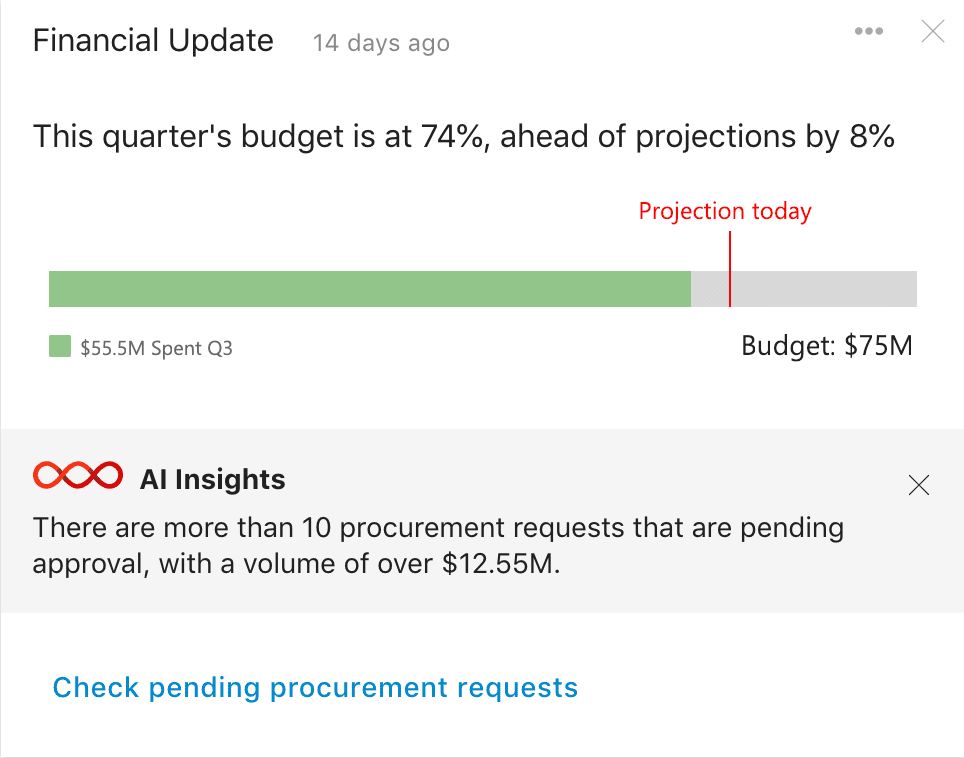 Financial Update 14 days ago
This quarter's budget is at 74%, ahead of projections by 8%
Projection today
$55.5M Spent Q3
Budget: $75M
AI Insights
There are more than 10 procurement requests that are pending
approval, with a volume of over $12.55M.
Check pending procurement requests